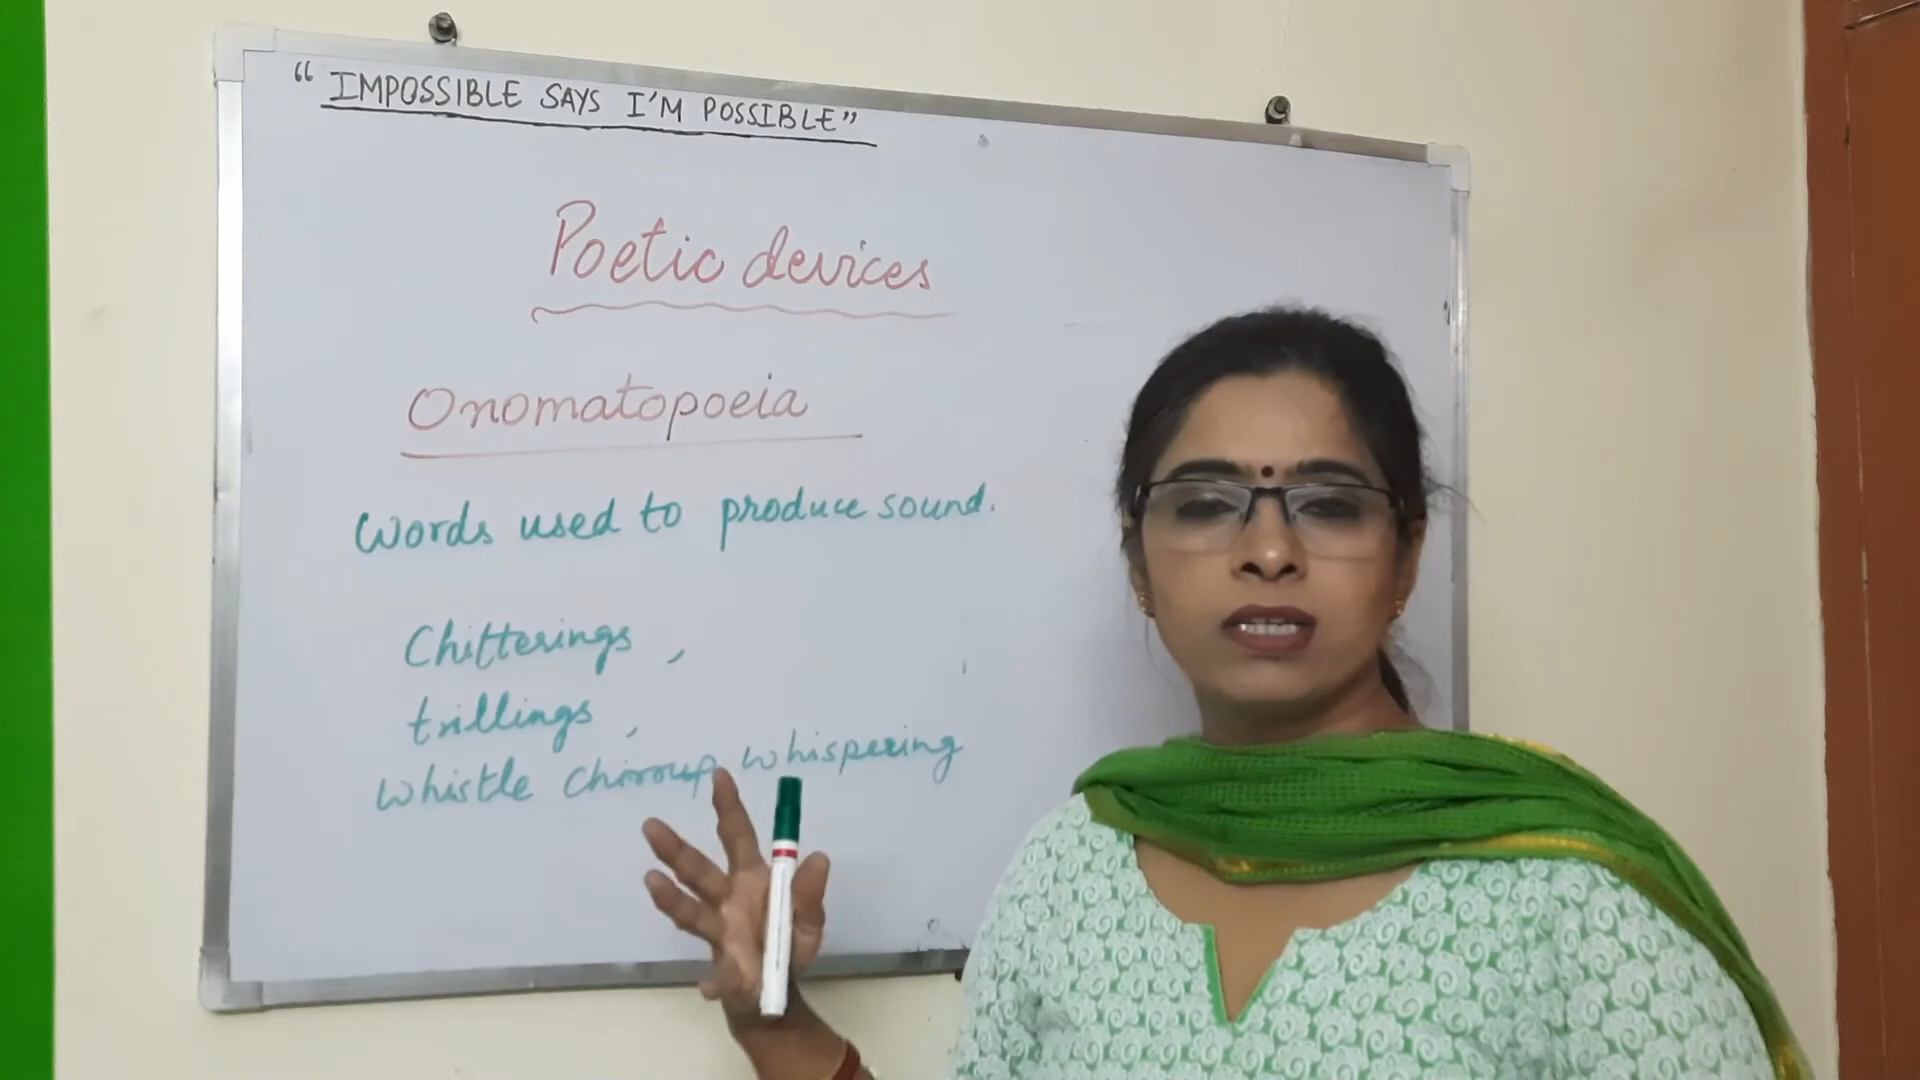 “IMPOSSIBLE SAYS I'M POSSIBLE”
Poetic devices
Onomatopoeia
Words used to produce sound.
Chitterings,
trillings,
Whistle chirrup whispering